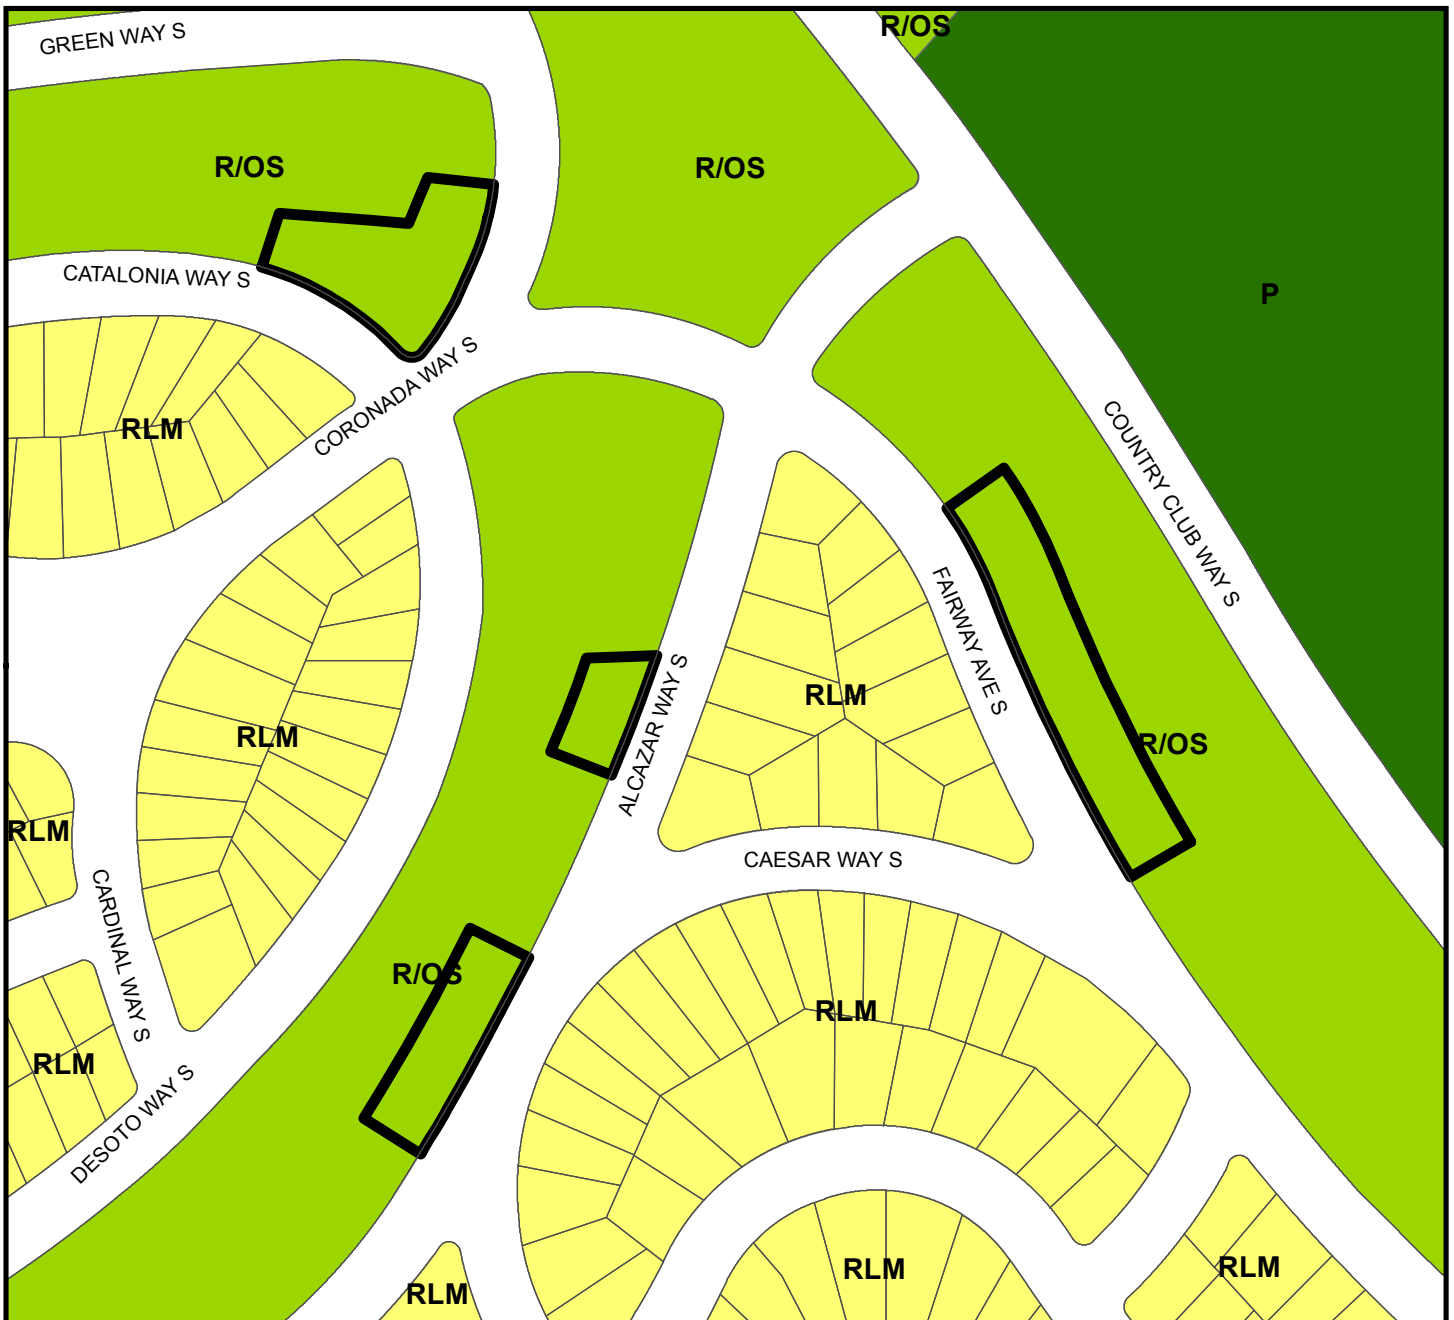 R/OS
GREEN WAY S
R/OS
R/OS
CATALONIA WAY S
P
CORONADA WAY S
RLM
COUNTRY CLUB WAY S
FAIRWAY AVE S
RLM
ALCAZAR WAY S
RLM
R/OS
RLM
CAESAR WAY S
CARDINAL WAY S
R/OS
RLM
RLM
DESOTO WAY S
RLM
RLM
RLM